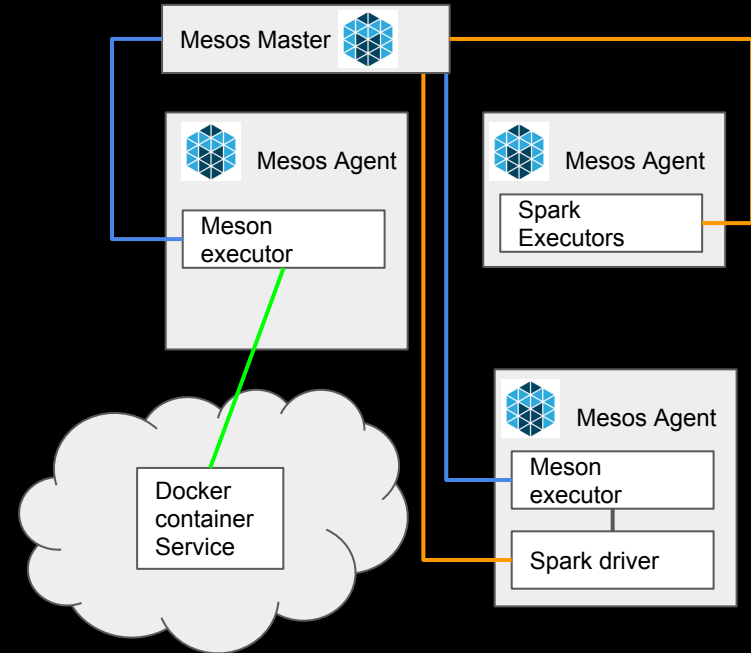 Mesos Master
Mesos Agent
Meson
executor
Mesos Agent
Spark
Executors
Docker
container
Service
Mesos Agent
Meson
executor
Spark driver